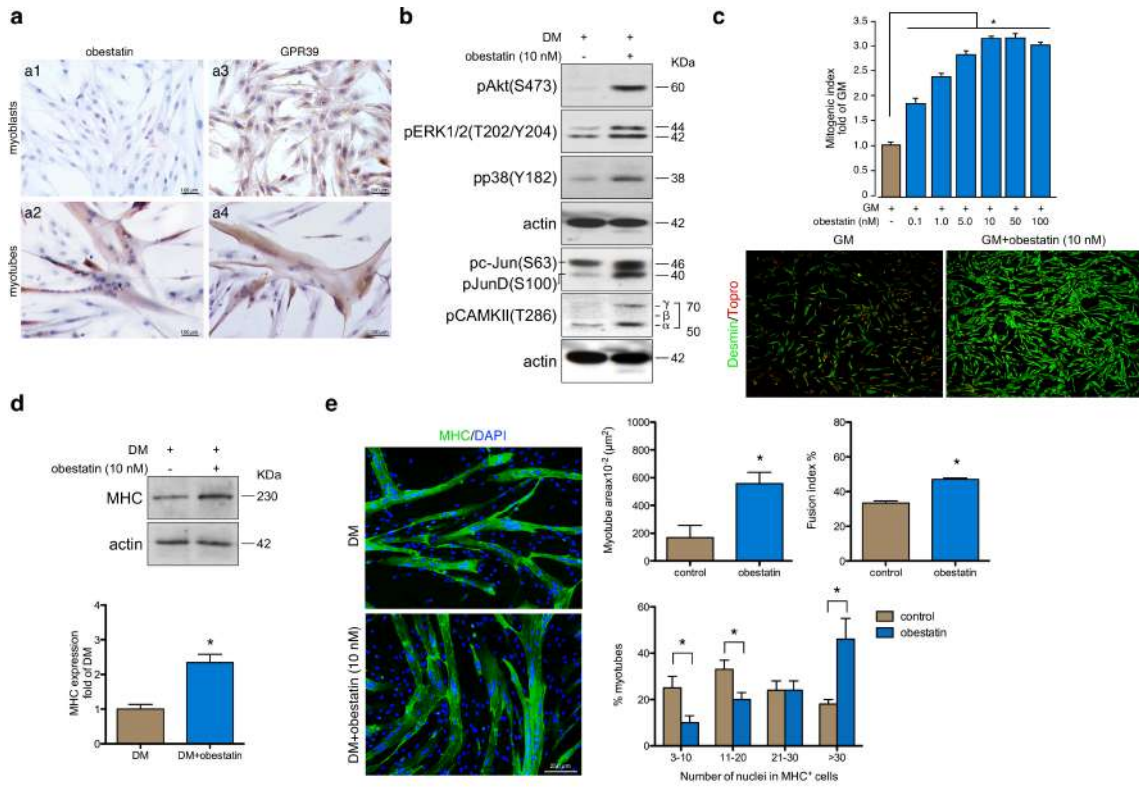 a
obestatin
GPR39
myoblasts
a1
a3
100 µm
myotubes
a2
a4
100 µm
b
DM + +
obestatin (10 nM) - +
KDa
pAkt(S473)
60
pERK1/2(T202/Y204)
44
42
pp38(Y182)
38
actin
42
pc-Jun(S63)
46
pJunD(S100)
40
pCAMKII(T286)
γ
β
α
70
50
actin
42
c
Mitogenic index
fold of GM
3.5
3.0
2.5
2.0
1.5
1.0
0.5
0
*
GM + + + + + + +
obestatin (nM) - 0.1 1.0 5.0 10 50 100
GM
GM+obestatin (10 nM)
Desmin/Topro
d
DM + +
obestatin (10 nM) - +
KDa
MHC
230
actin
42
MHC expression
fold of DM
4
3
2
1
0
*
DM
DM+obestatin
e
MHC/DAPI
DM
DM+obestatin (10 nM)
Myotube areax10⁻² (µm²)
1000
800
600
400
200
0
*
control
obestatin
Fusion index %
80
60
40
20
0
*
control
obestatin
% myotubes
60
40
20
0
*
*
*
control
obestatin
3-10
11-20
21-30
>30
Number of nuclei in MHC⁺ cells